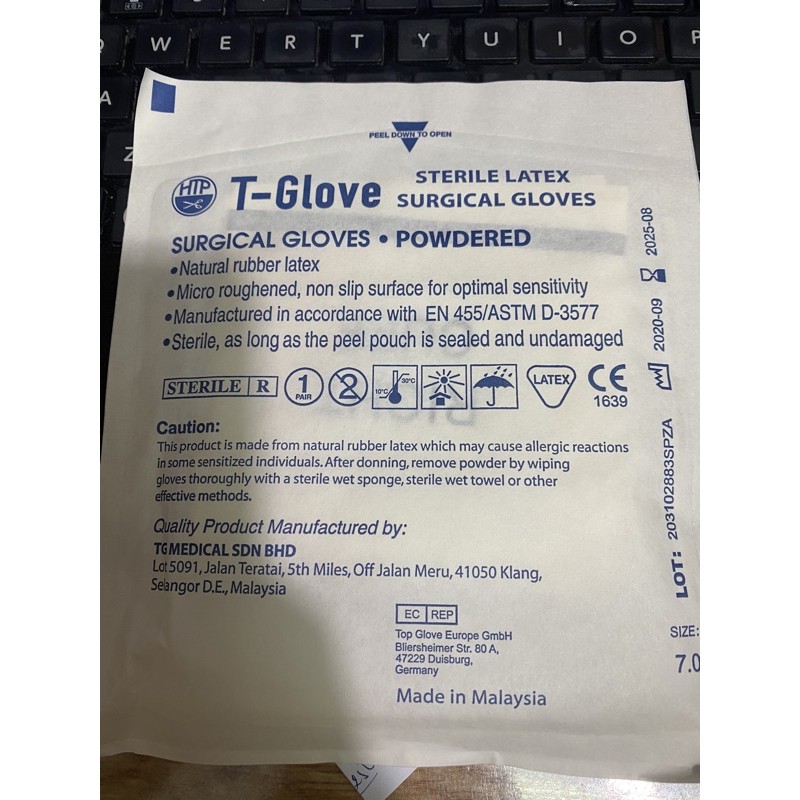 Q W E R T Y U I O P
A
Z
PEEL DOWN TO OPEN
HTP
T-Glove
STERILE LATEX
SURGICAL GLOVES
SURGICAL GLOVES • POWDERED
•Natural rubber latex
•Micro roughened, non slip surface for optimal sensitivity
•Manufactured in accordance with EN 455/ASTM D-3577
•Sterile, as long as the peel pouch is sealed and undamaged
STERILE R
1
PAIR
2
10°C
30°C
LATEX
CE
1639
Caution:
This product is made from natural rubber latex which may cause allergic reactions
in some sensitized individuals. After donning, remove powder by wiping
gloves thoroughly with a sterile wet sponge, sterile wet towel or other
effective methods.
Quality Product Manufactured by:
TG MEDICAL SDN BHD
Lot 5091, Jalan Teratai, 5th Miles, Off Jalan Meru, 41050 Klang,
Selangor D.E., Malaysia
EC REP
Top Glove Europe GmbH
Bliersheimer Str. 80 A,
47229 Duisburg,
Germany
Made in Malaysia
2025-08
2020-09
LOT: 203102883SPZA
SIZE:
7.0